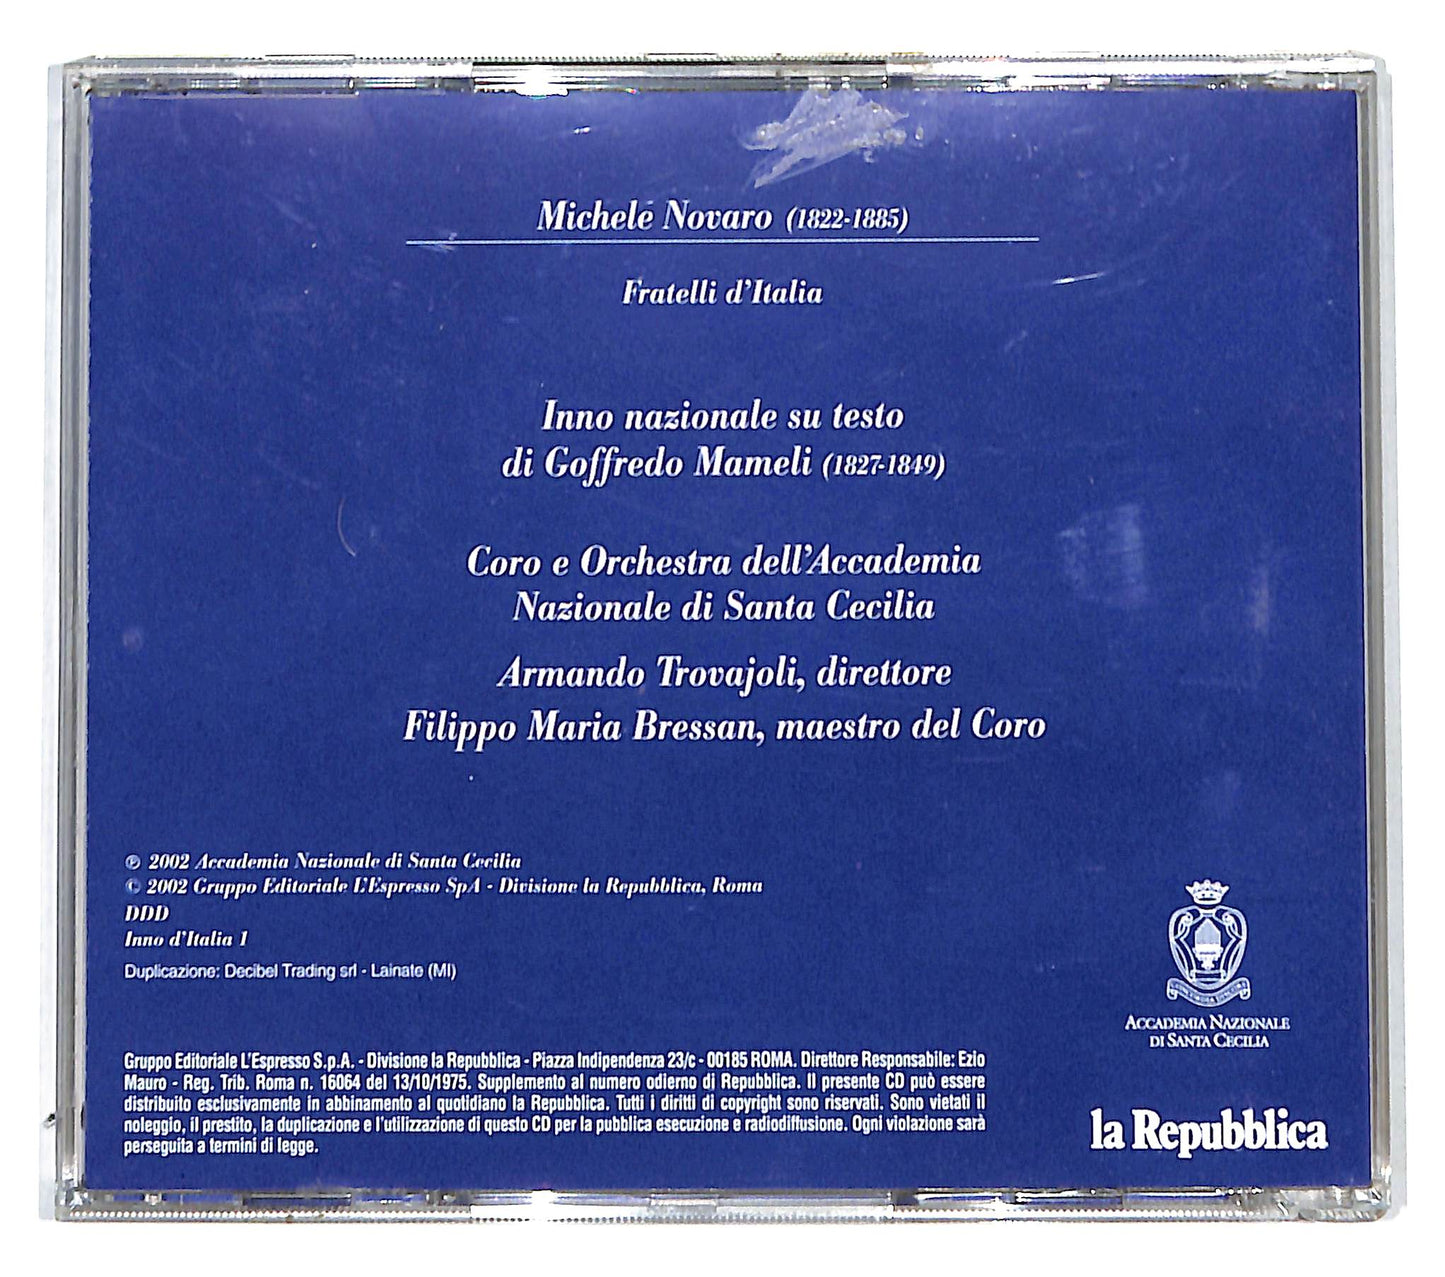 Michele Novaro (1822-1885)
Fratelli d'Italia
Inno nazionale su testo
di Goffredo Mameli (1827-1849)
Coro e Orchestra dell'Accademia
Nazionale di Santa Cecilia
Armando Trovajoli, direttore
Filippo Maria Bressan, maestro del Coro
℗ 2002 Accademia Nazionale di Santa Cecilia
© 2002 Gruppo Editoriale L'Espresso SpA - Divisione la Repubblica, Roma
DDD
Inno d'Italia 1
Duplicazione: Decibel Trading srl - Lainate (MI)
Gruppo Editoriale L'Espresso S.p.A. - Divisione la Repubblica - Piazza Indipendenza 23/c - 00185 ROMA. Direttore Responsabile: Ezio
Mauro - Reg. Trib. Roma n. 16064 del 13/10/1975. Supplemento al numero odierno di Repubblica. Il presente CD può essere
distribuito esclusivamente in abbinamento al quotidiano la Repubblica. Tutti i diritti di copyright sono riservati. Sono vietati il
noleggio, il prestito, la duplicazione e l'utilizzazione di questo CD per la pubblica esecuzione e radiodiffusione. Ogni violazione sarà
perseguita a termini di legge.
ACCADEMIA NAZIONALE
DI SANTA CECILIA
la Repubblica